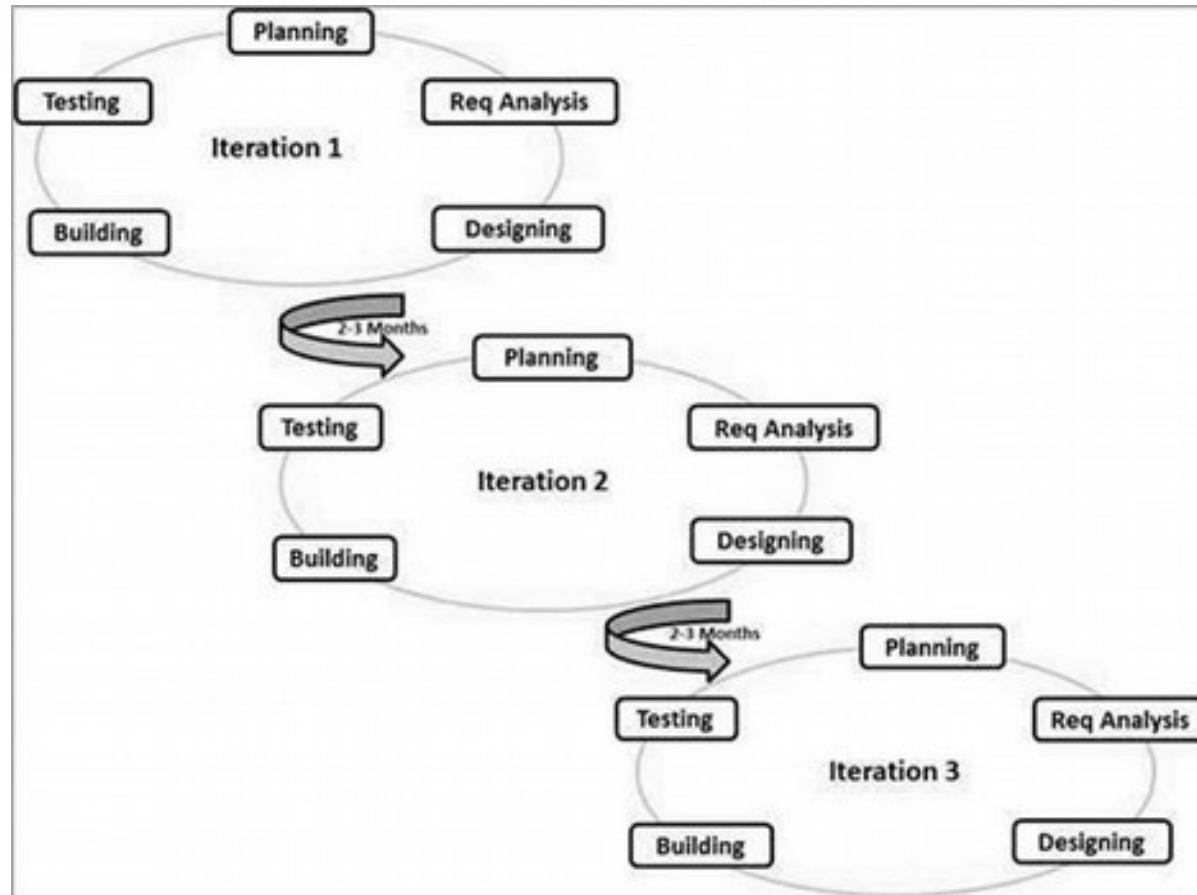 Planning
Testing
Req Analysis
Iteration 1
Building
Designing
2-3 Months
Planning
Testing
Req Analysis
Iteration 2
Building
Designing
2-3 Months
Planning
Testing
Req Analysis
Iteration 3
Building
Designing